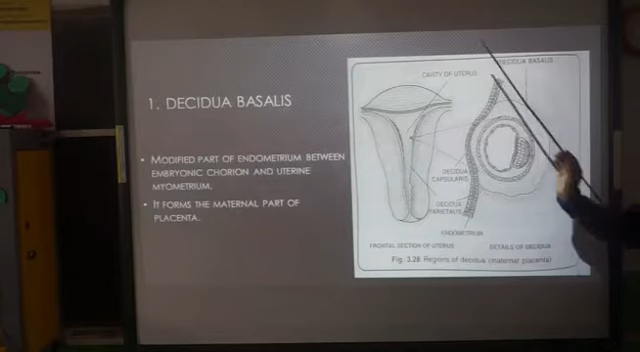 1. DECIDUA BASALIS
• MODIFIED PART OF ENDOMETRIUM BETWEEN
EMBRYONIC CHORION AND UTERINE
MYOMETRIUM.
• IT FORMS THE MATERNAL PART OF
PLACENTA.
DECIDUA BASALIS
CAVITY OF UTERUS
DECIDUA
CAPSULARIS
DECIDUA
PARIETALIS
ENDOMETRIUM
FRONTAL SECTION OF UTERUS
DETAILS OF DECIDUA
Fig. 3.28 Regions of decidua (maternal placenta)